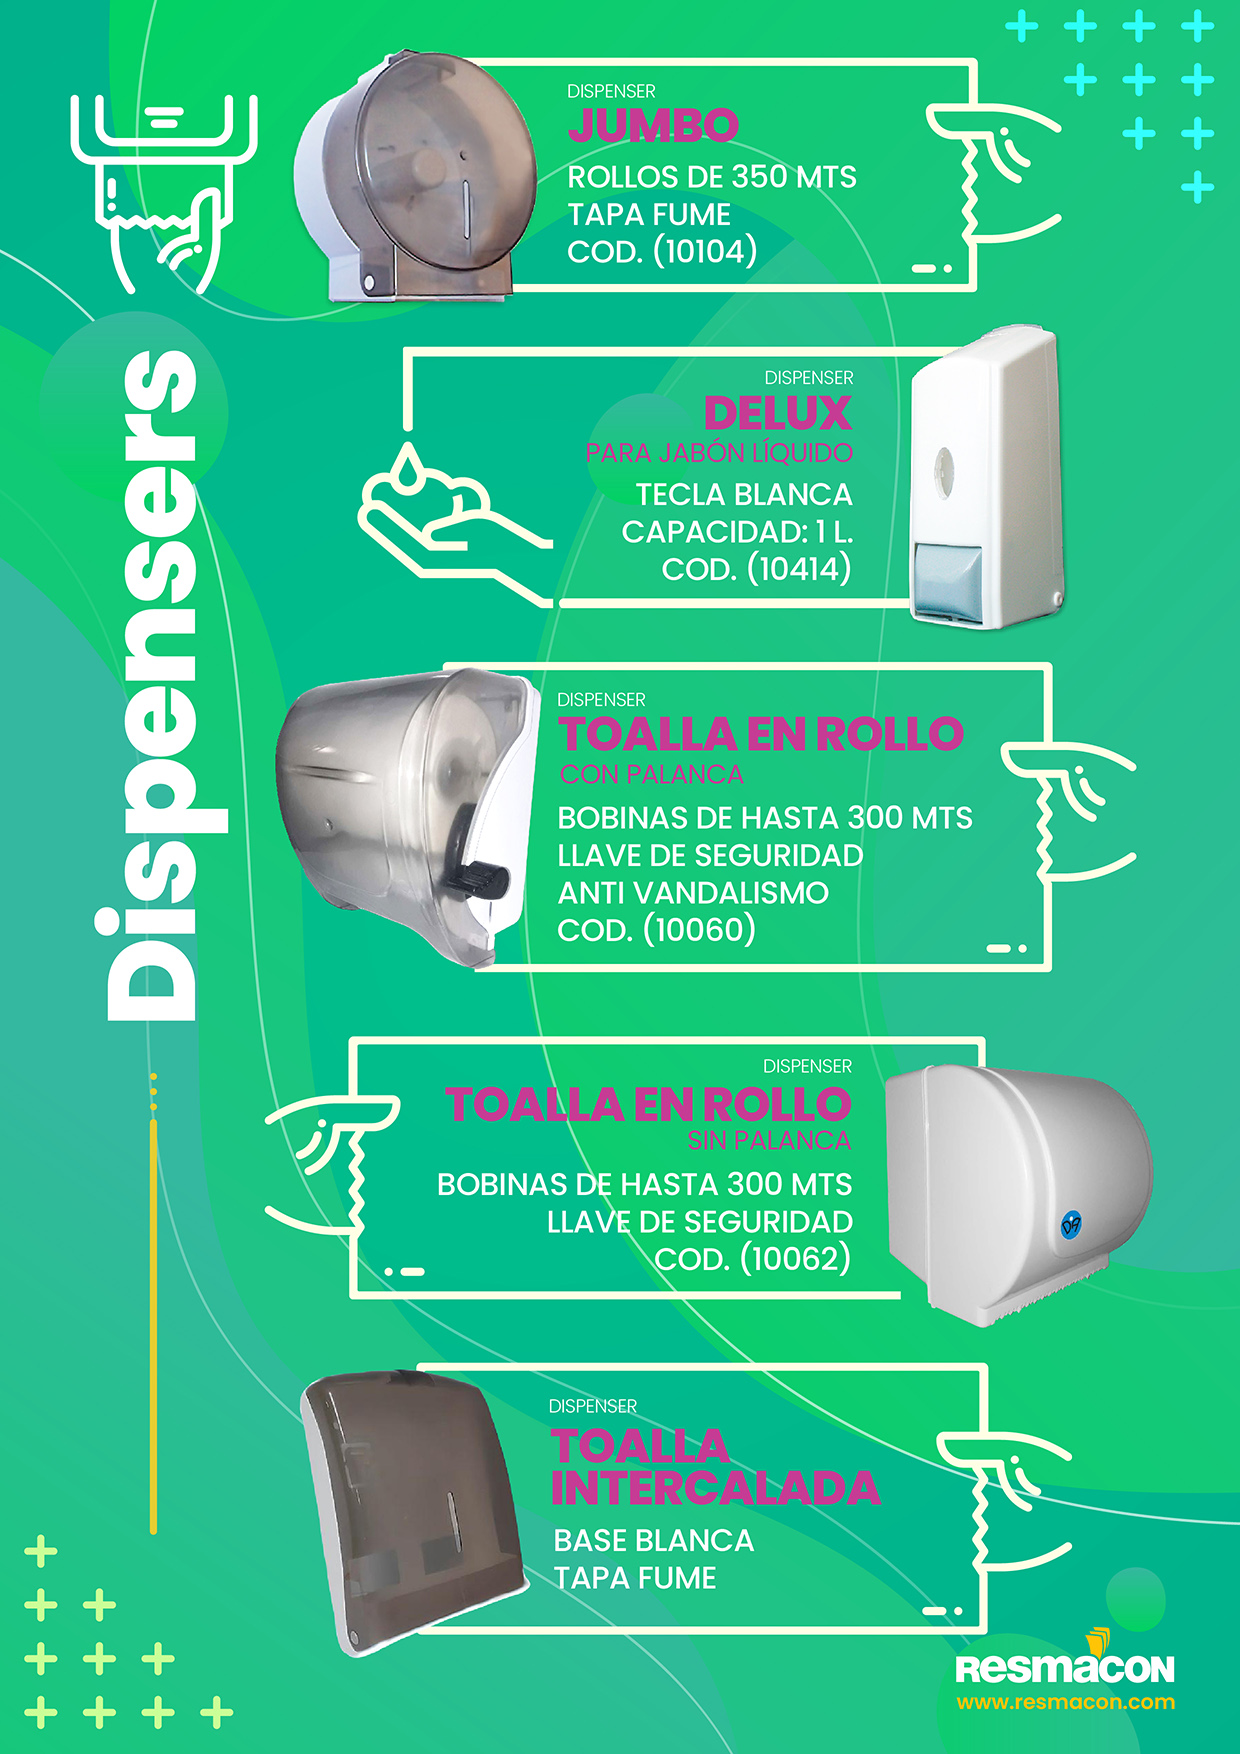 Dispensers
DISPENSER
JUMBO
ROLLOS DE 350 MTS
TAPA FUME
COD. (10104)
DISPENSER
DELUX
PARA JABÓN LÍQUIDO
TECLA BLANCA
CAPACIDAD: 1 L.
COD. (10414)
DISPENSER
TOALLA EN ROLLO
CON PALANCA
BOBINAS DE HASTA 300 MTS
LLAVE DE SEGURIDAD
ANTI VANDALISMO
COD. (10060)
DISPENSER
TOALLA EN ROLLO
SIN PALANCA
BOBINAS DE HASTA 300 MTS
LLAVE DE SEGURIDAD
COD. (10062)
DISPENSER
TOALLA
INTERCALADA
BASE BLANCA
TAPA FUME
RESMACON
www.resmacon.com